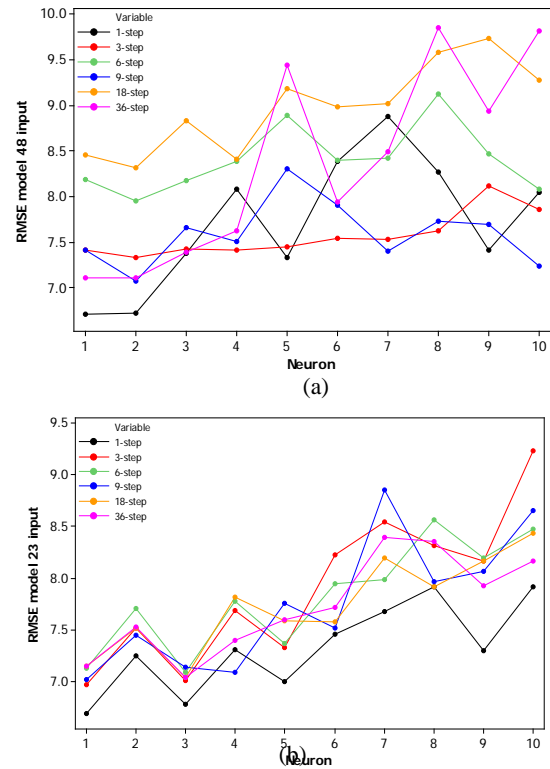 Variable
1-step
3-step
6-step
9-step
18-step
36-step
RMSE model 48 input
10.0
9.5
9.0
8.5
8.0
7.5
7.0
1 2 3 4 5 6 7 8 9 10
Neuron
(a)
Variable
1-step
3-step
6-step
9-step
18-step
36-step
RMSE model 23 input
9.5
9.0
8.5
8.0
7.5
7.0
1 2 3 4 5 6 7 8 9 10
Neuron
(b)